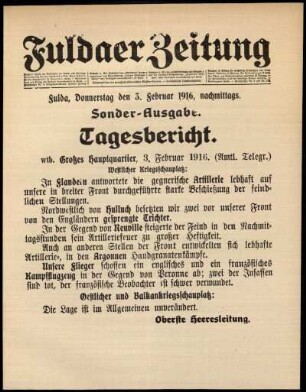 Fuldaer Zeitung
Fulda, Donnerstag den 3. Februar 1916, nachmittags.
Sonder-Ausgabe.
Tagesbericht.
wtb. Großes Hauptquartier, 3. Februar 1916. (Amtl. Telegr.)
Westlicher Kriegsschauplatz:
In Flandern antwortete die gegnerische Artillerie lebhaft auf
unsere in breiter Front durchgeführte starke Beschießung der feind-
lichen Stellungen.
Nordwestlich von Hulluch besetzten wir zwei vor unserer Front
von den Engländern gesprengte Trichter.
In der Gegend von Neuville steigerte der Feind in den Nachmit-
tagsstunden sein Artilleriefeuer zu großer Heftigkeit.
Auch an anderen Stellen der Front entwickelten sich lebhafte
Artillerie-, in den Argonnen Handgranatenkämpfe.
Unsere Flieger schossen ein englisches und ein französisches
Kampfflugzeug in der Gegend von Peronne ab; zwei der Insassen
sind tot, der französische Beobachter ist schwer verwundet.
Oestlicher und Balkankriegsschauplatz:
Die Lage ist im Allgemeinen unverändert.
Oberste Heeresleitung.